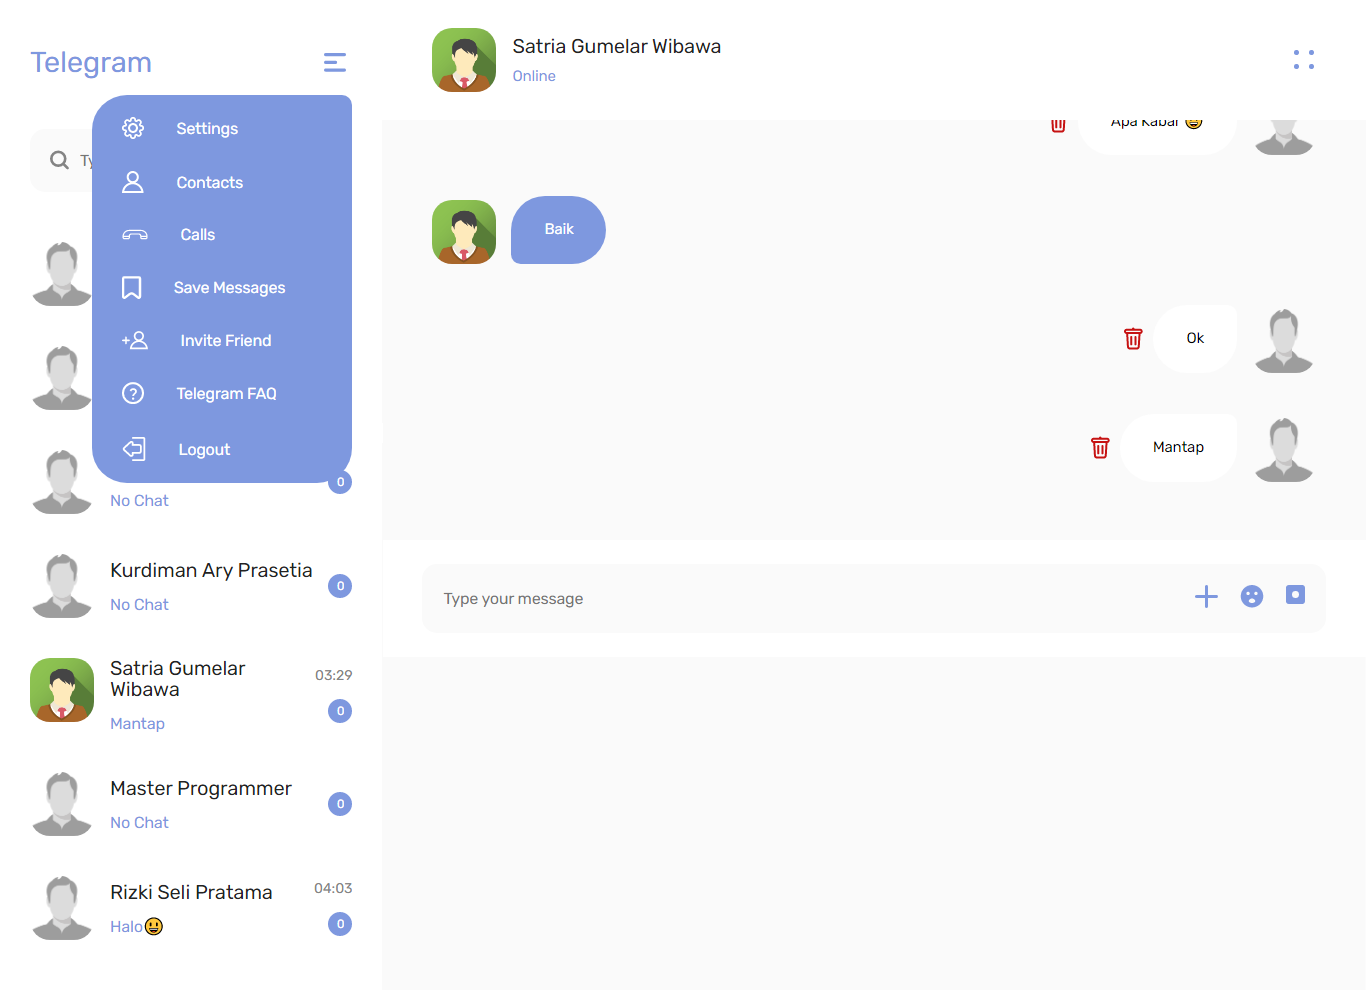 Telegram
Settings
Contacts
Calls
Save Messages
Invite Friend
Telegram FAQ
Logout
0
No Chat
Kurdiman Ary Prasetia
No Chat
0
Satria Gumelar
Wibawa
03:29
Mantap
0
Master Programmer
No Chat
0
Rizki Seli Pratama
04:03
Halo😃
0
Satria Gumelar Wibawa
Online
Apa Kabar 😃
Baik
Ok
Mantap
Type your message